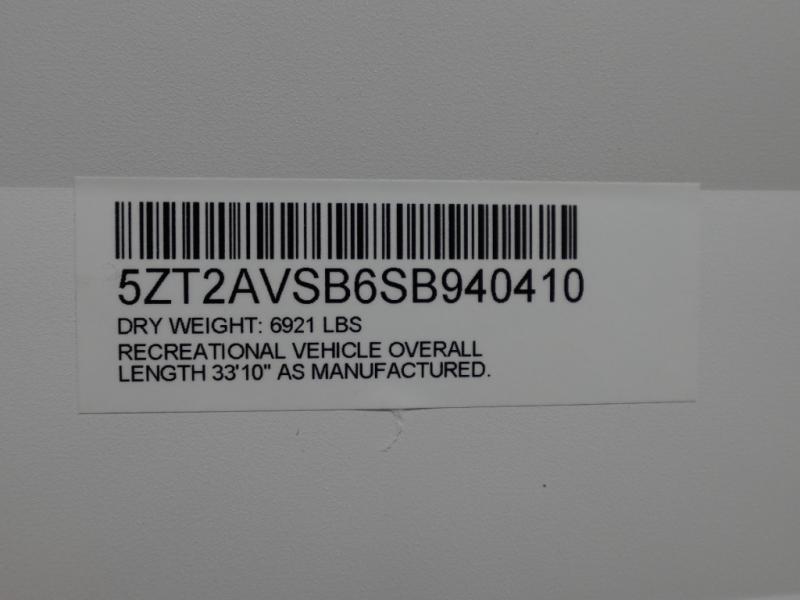 5ZT2AVSB6SB940410
DRY WEIGHT: 6921 LBS
RECREATIONAL VEHICLE OVERALL
LENGTH 33'10" AS MANUFACTURED.